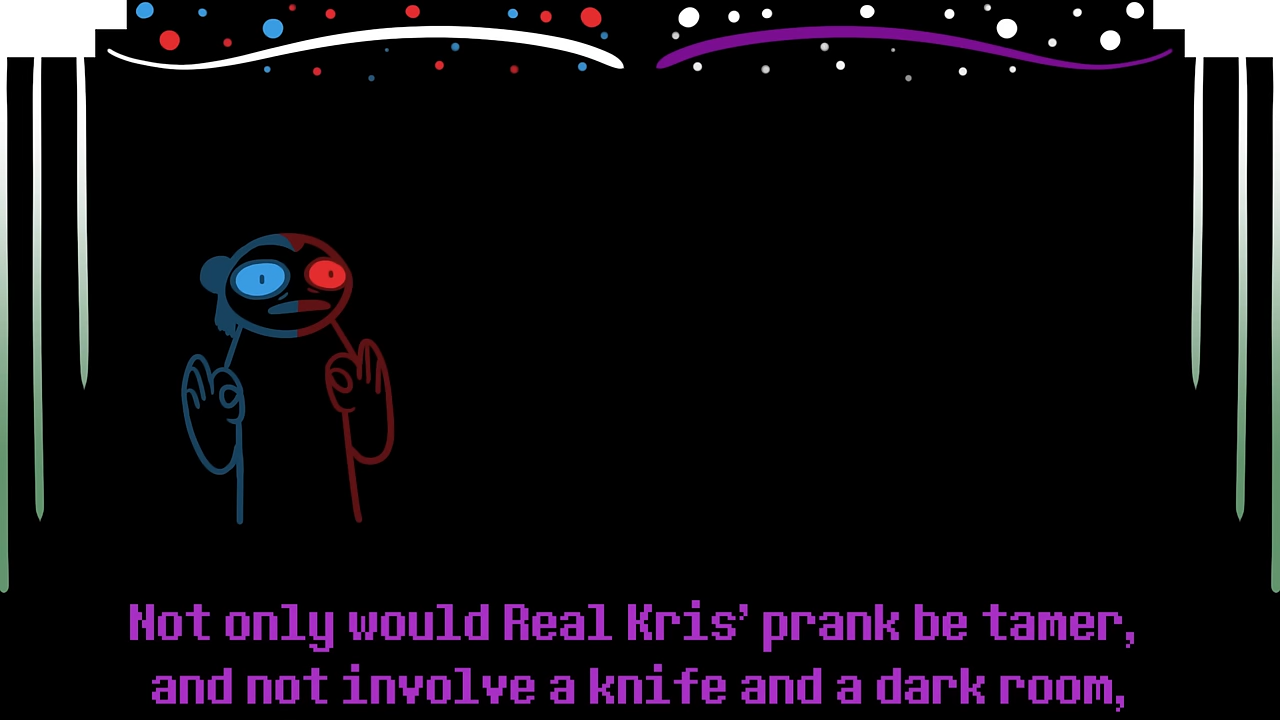 Not only would Real Kris' prank be tamer,
and not involve a knife and a dark room,